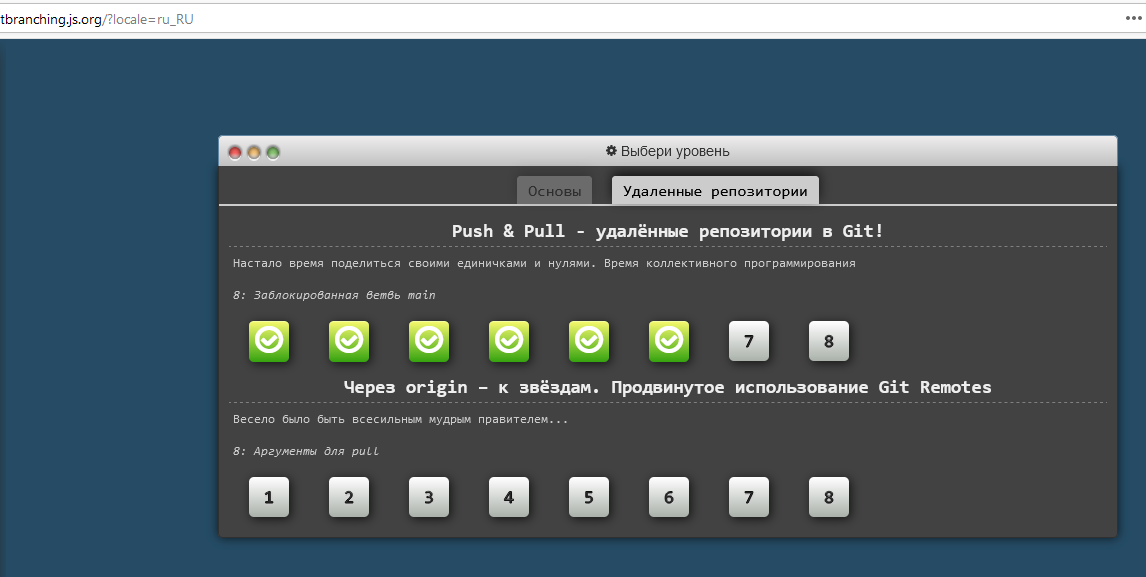 tbranching.js.org/?locale=ru_RU
Выбери уровень
Основы Удаленные репозитории
Push & Pull - удалённые репозитории в Git!
Настало время поделиться своими единичками и нулями. Время коллективного программирования
8: Заблокированная ветвь main
7 8
Через origin – к звёздам. Продвинутое использование Git Remotes
Весело было быть всесильным мудрым правителем...
8: Аргументы для pull
1 2 3 4 5 6 7 8